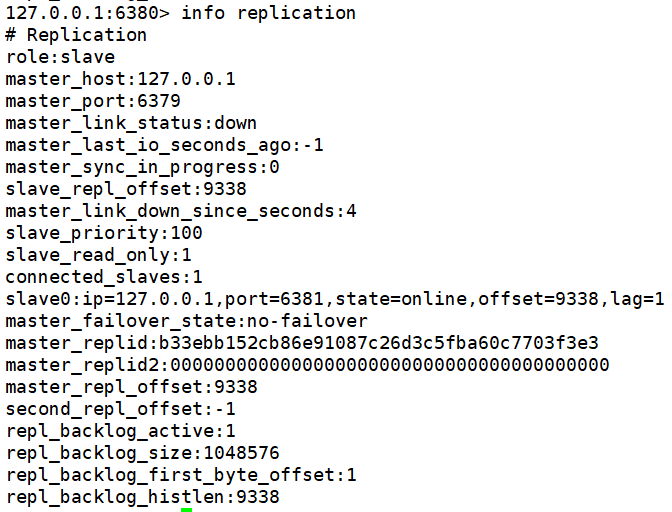 127.0.0.1:6380> info replication
# Replication
role:slave
master_host:127.0.0.1
master_port:6379
master_link_status:down
master_last_io_seconds_ago:-1
master_sync_in_progress:0
slave_repl_offset:9338
master_link_down_since_seconds:4
slave_priority:100
slave_read_only:1
connected_slaves:1
slave0:ip=127.0.0.1,port=6381,state=online,offset=9338,lag=1
master_failover_state:no-failover
master_replid:b33ebb152cb86e91087c26d3c5fba60c7703f3e3
master_replid2:0000000000000000000000000000000000000000
master_repl_offset:9338
second_repl_offset:-1
repl_backlog_active:1
repl_backlog_size:1048576
repl_backlog_first_byte_offset:1
repl_backlog_histlen:9338